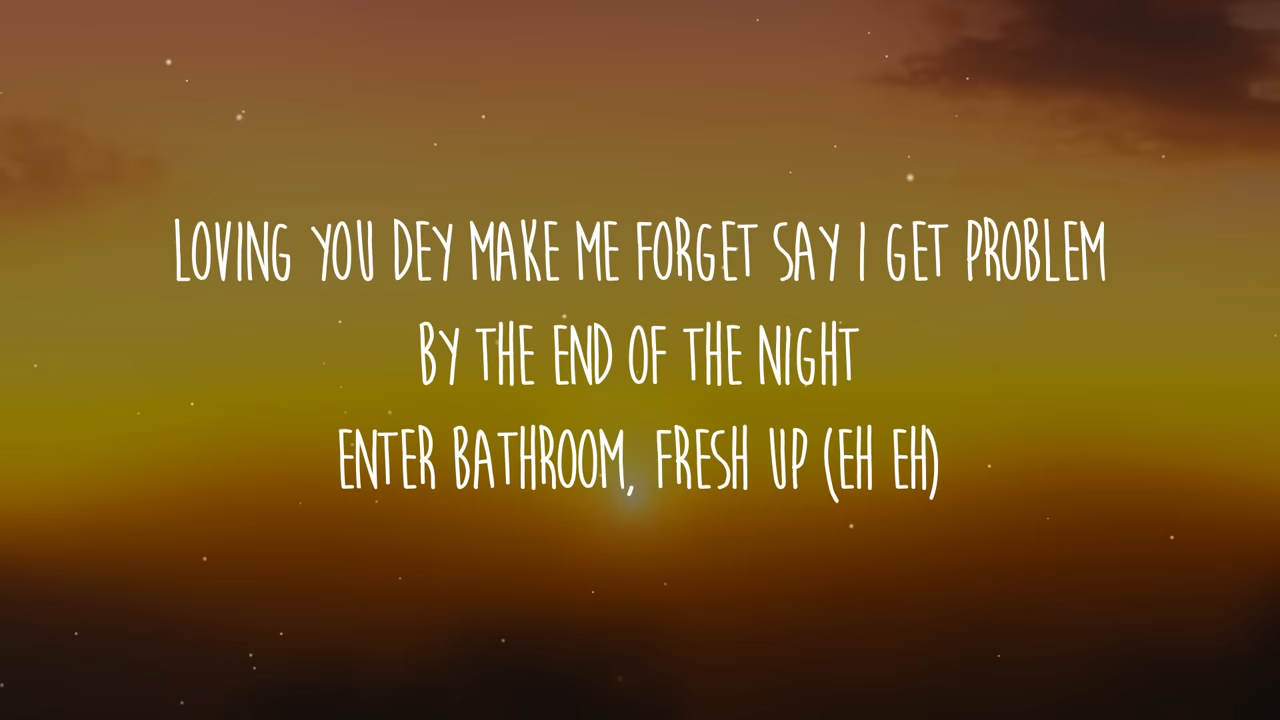 LOVING YOU DEY MAKE ME FORGET SAY I GET PROBLEM
BY THE END OF THE NIGHT
ENTER BATHROOM, FRESH UP (EH EH)